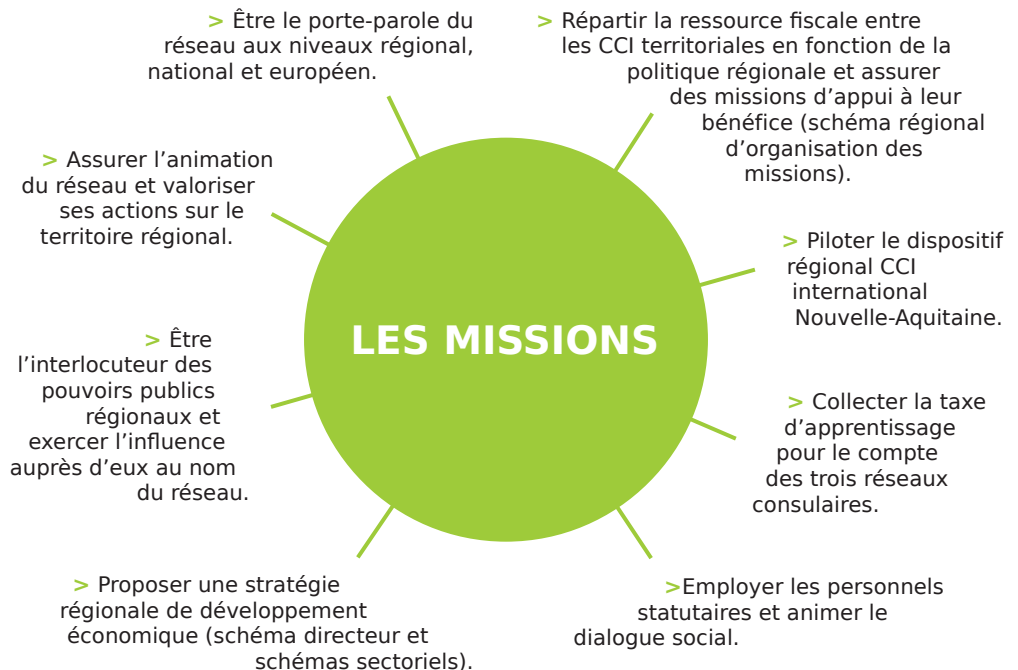 > Être le porte-parole du
réseau aux niveaux régional,
national et européen.
> Répartir la ressource fiscale entre
les CCI territoriales en fonction de la
politique régionale et assurer
des missions d’appui à leur
bénéfice (schéma régional
d’organisation des
missions).
> Assurer l’animation
du réseau et valoriser
ses actions sur le
territoire régional.
> Piloter le dispositif
régional CCI
international
Nouvelle-Aquitaine.
LES MISSIONS
> Être
l’interlocuteur des
pouvoirs publics
régionaux et
exercer l’influence
auprès d’eux au nom
du réseau.
> Collecter la taxe
d’apprentissage
pour le compte
des trois réseaux
consulaires.
> Proposer une stratégie
régionale de développement
économique (schéma directeur et
schémas sectoriels).
>Employer les personnels
statutaires et animer le
dialogue social.